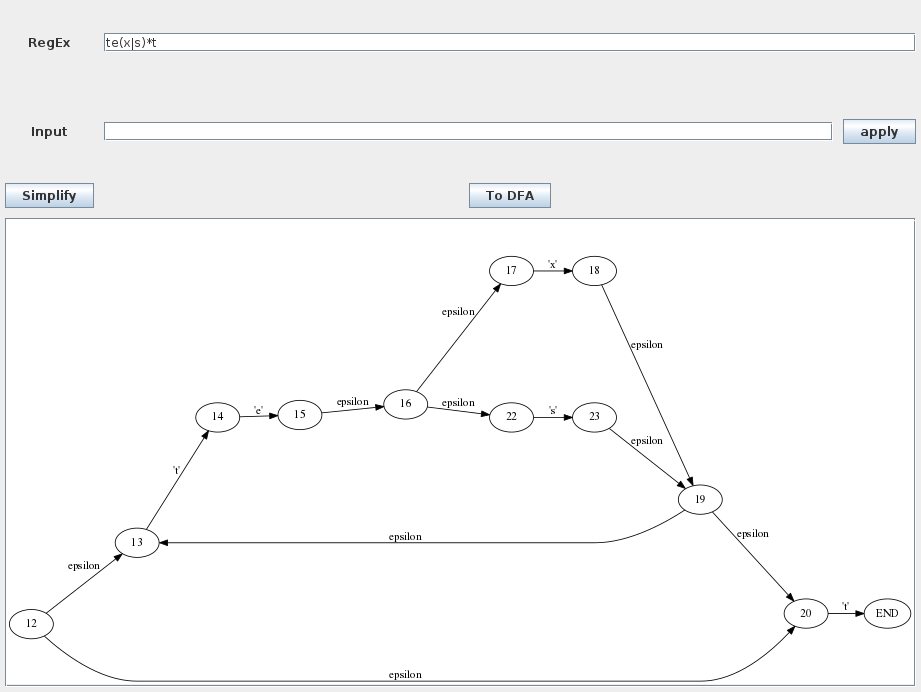 RegEx te(x|s)*t
Input apply
Simplify To DFA
17 'x' 18
epsilon
epsilon
16
epsilon epsilon
14 'e' 15 22 's' 23
epsilon
't'
19
epsilon
epsilon
13
epsilon
12 20 't' END
epsilon